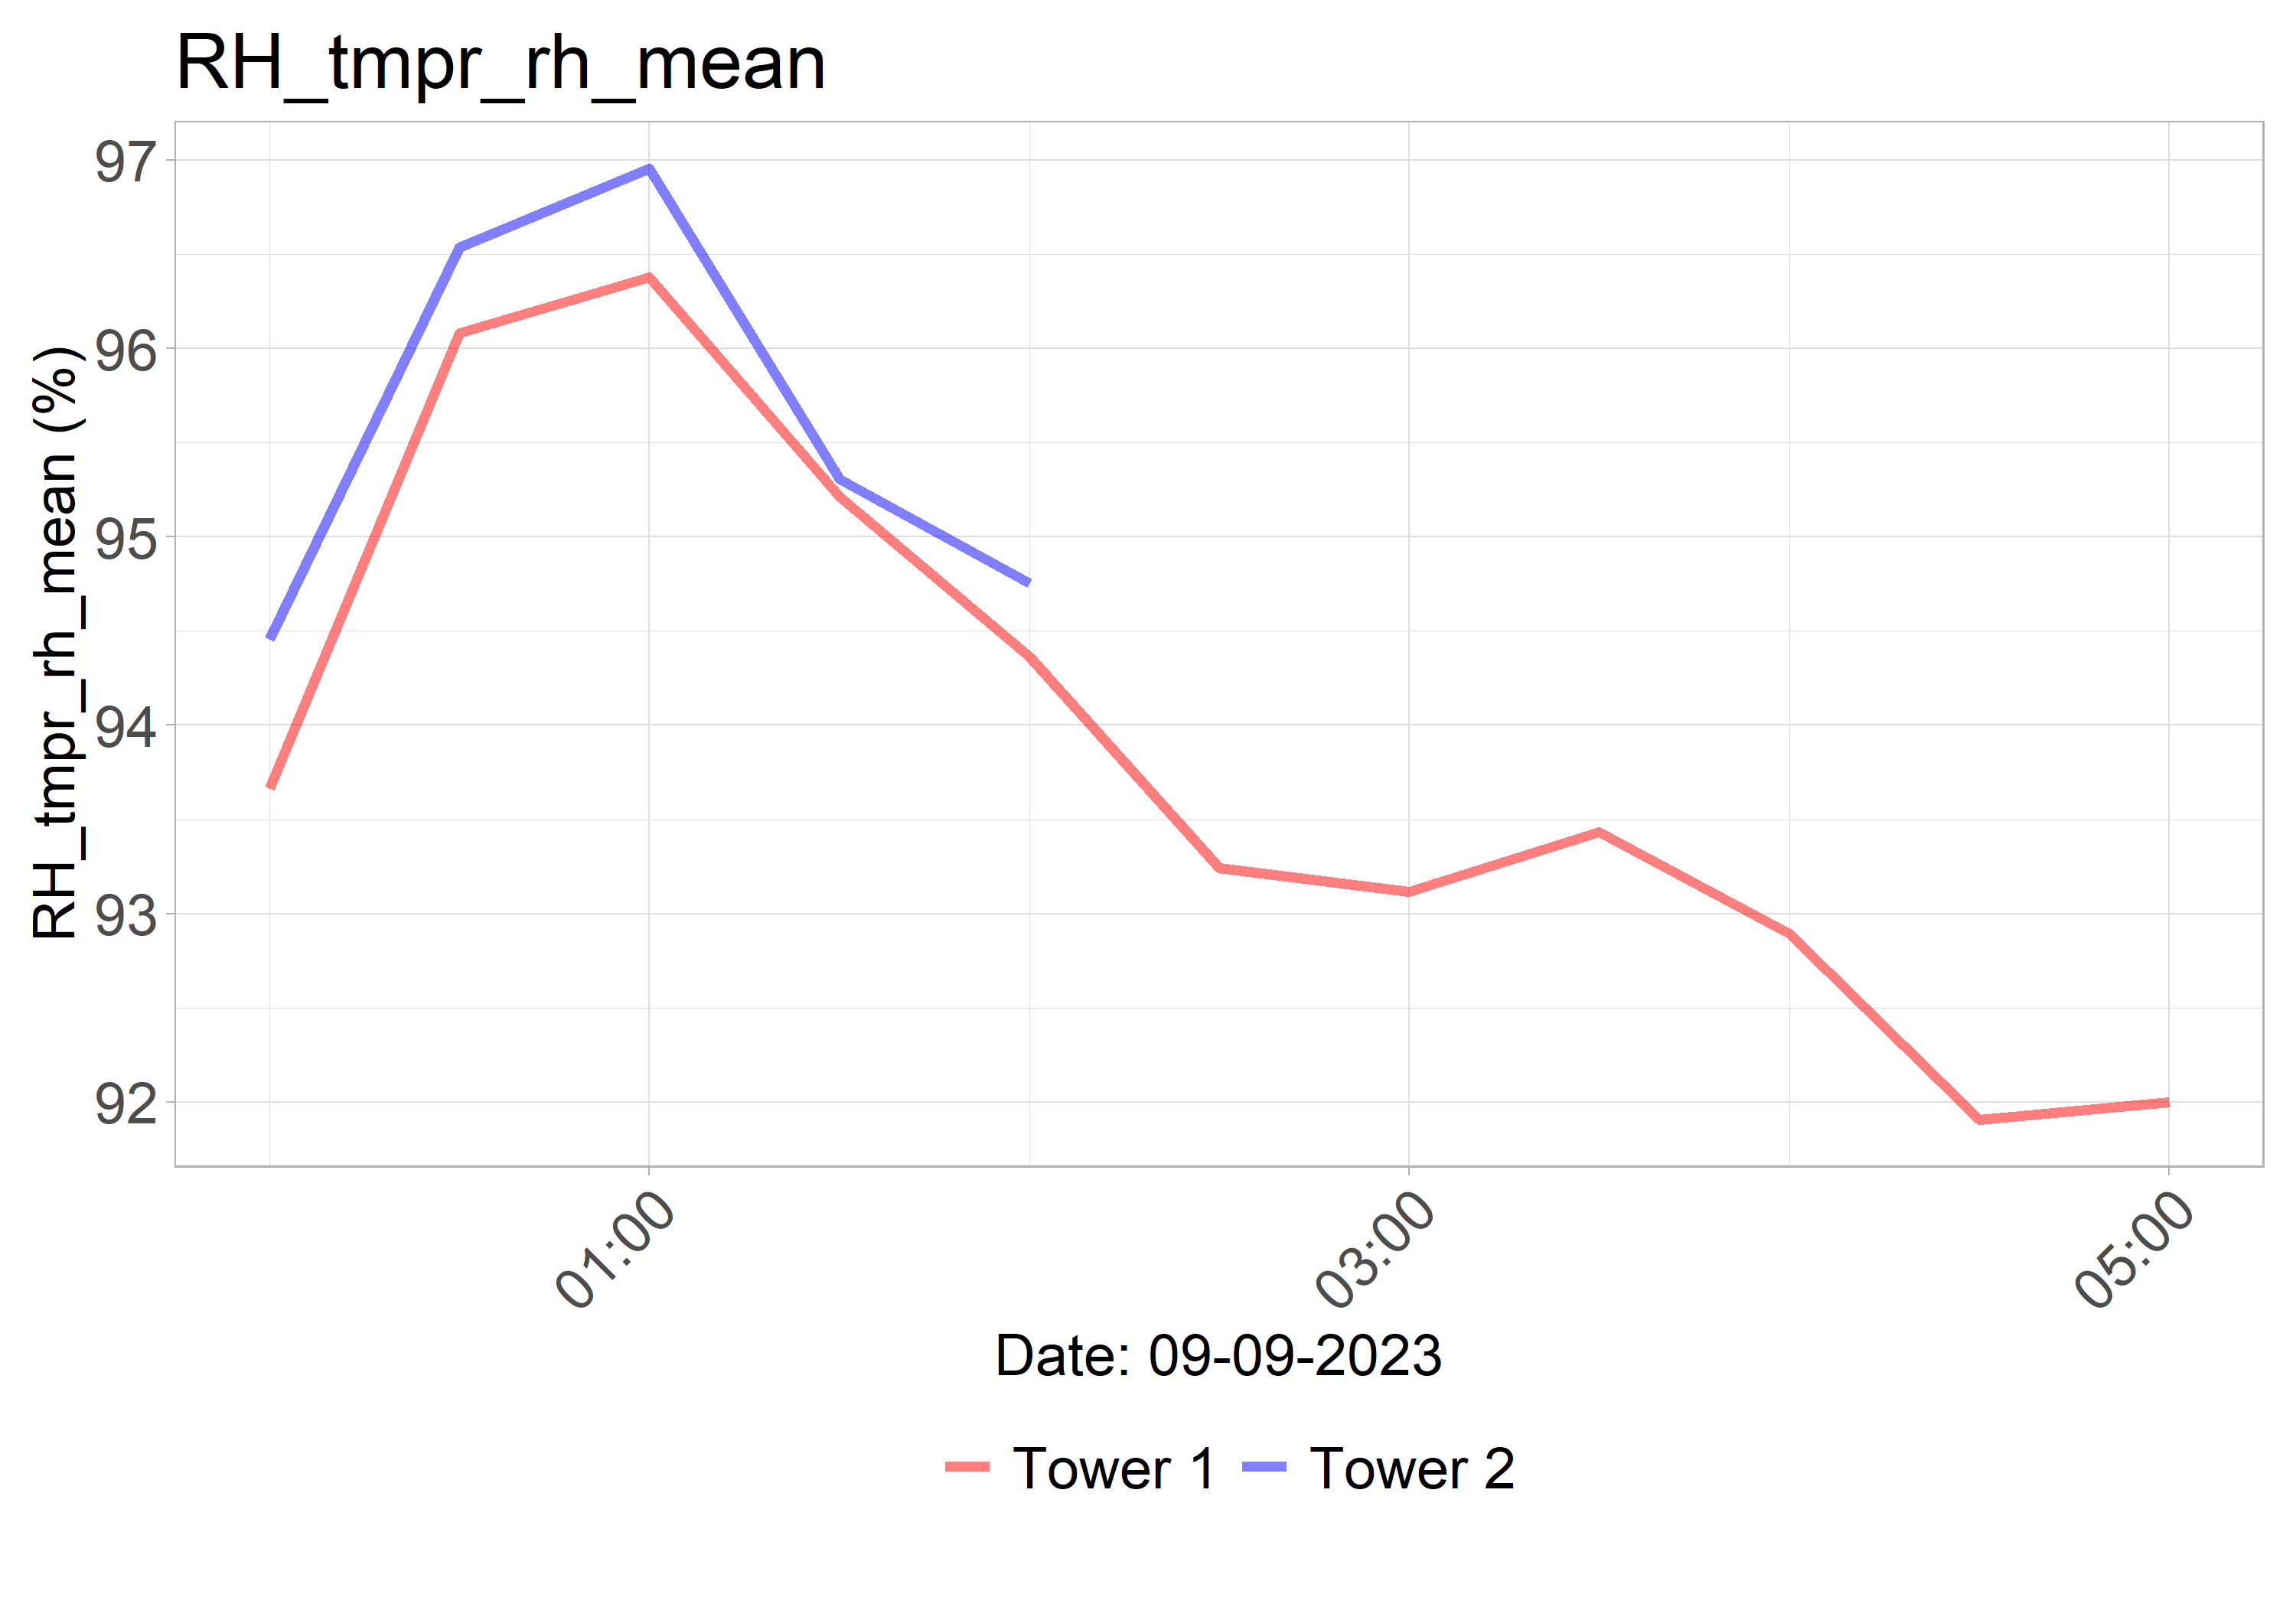 RH_tmpr_rh_mean
RH_tmpr_rh_mean (%)
97
96
95
94
93
92
01:00
03:00
05:00
Date: 09-09-2023
Tower 1
Tower 2